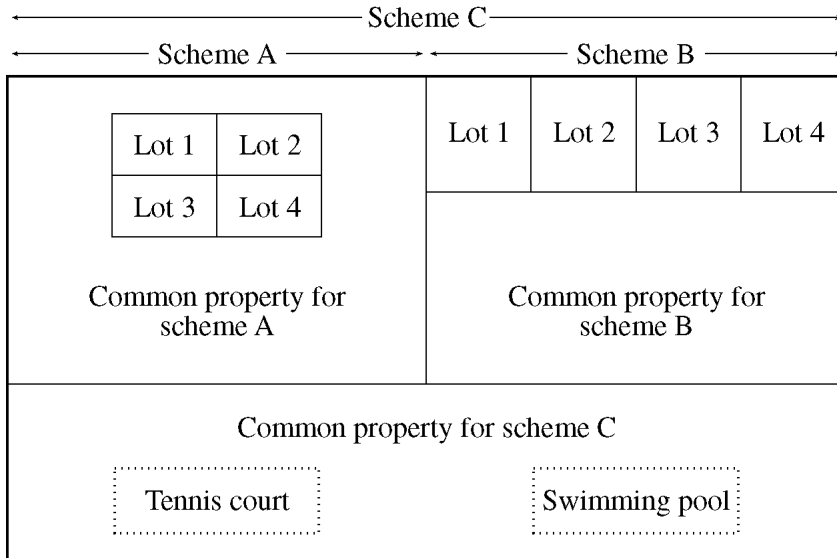 Scheme C
Scheme A
Scheme B
Lot 1
Lot 2
Lot 3
Lot 4
Common property for
scheme A
Lot 1
Lot 2
Lot 3
Lot 4
Common property for
scheme B
Common property for scheme C
Tennis court
Swimming pool